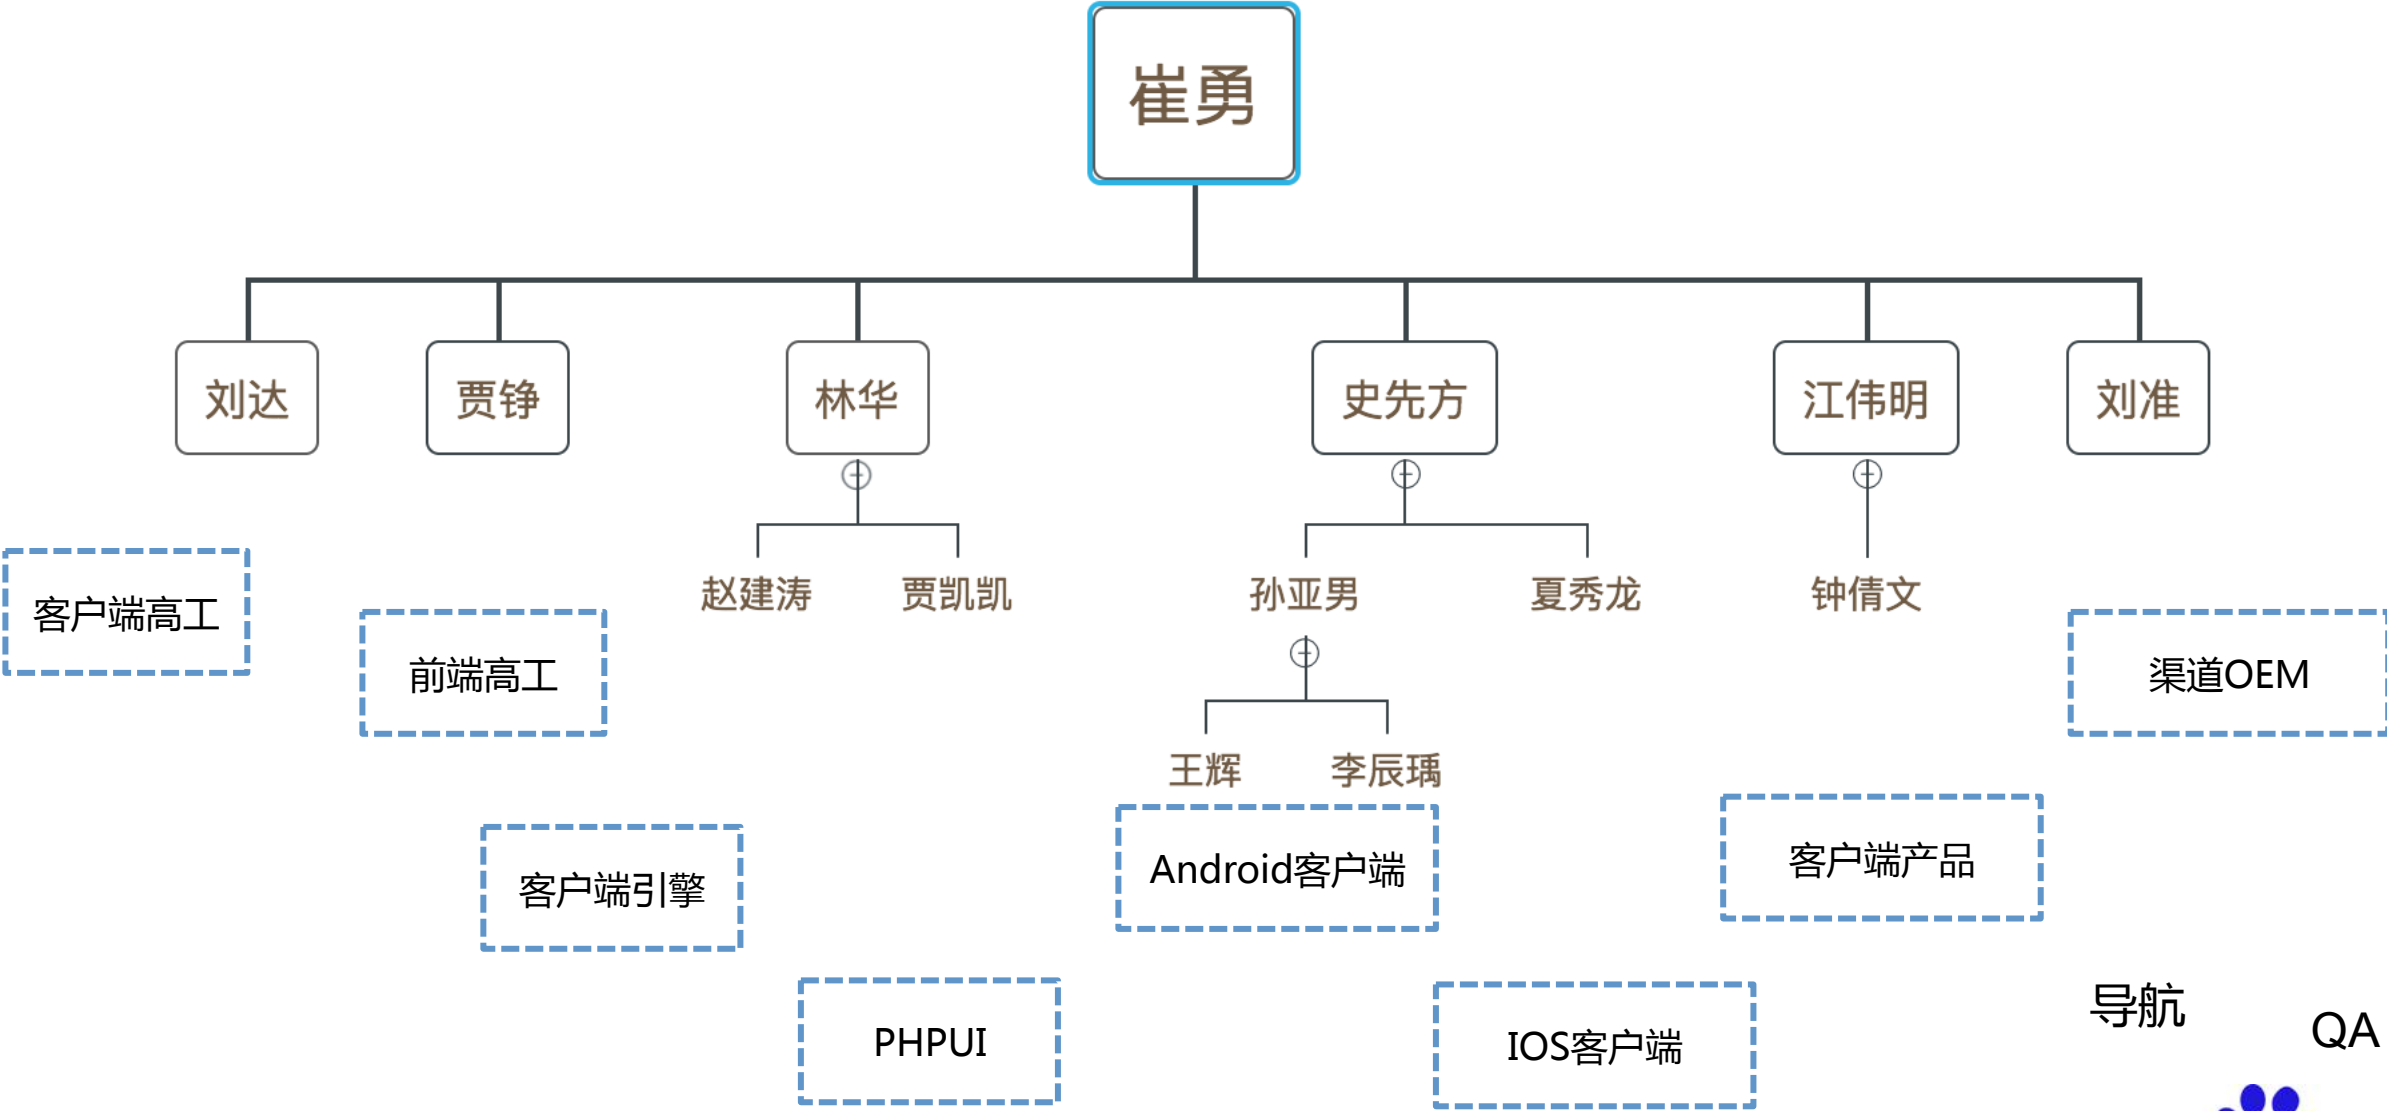 崔勇
刘达
贾铮
林华
史先方
江伟明
刘准
赵建涛
贾凯凯
孙亚男
夏秀龙
钟倩文
客户端高工
前端高工
渠道OEM
王辉
李辰瑀
Android客户端
客户端产品
客户端引擎
导航
QA
PHPUI
IOS客户端